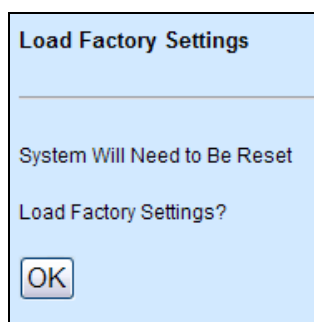 Load Factory Settings
System Will Need to Be Reset
Load Factory Settings?
OK